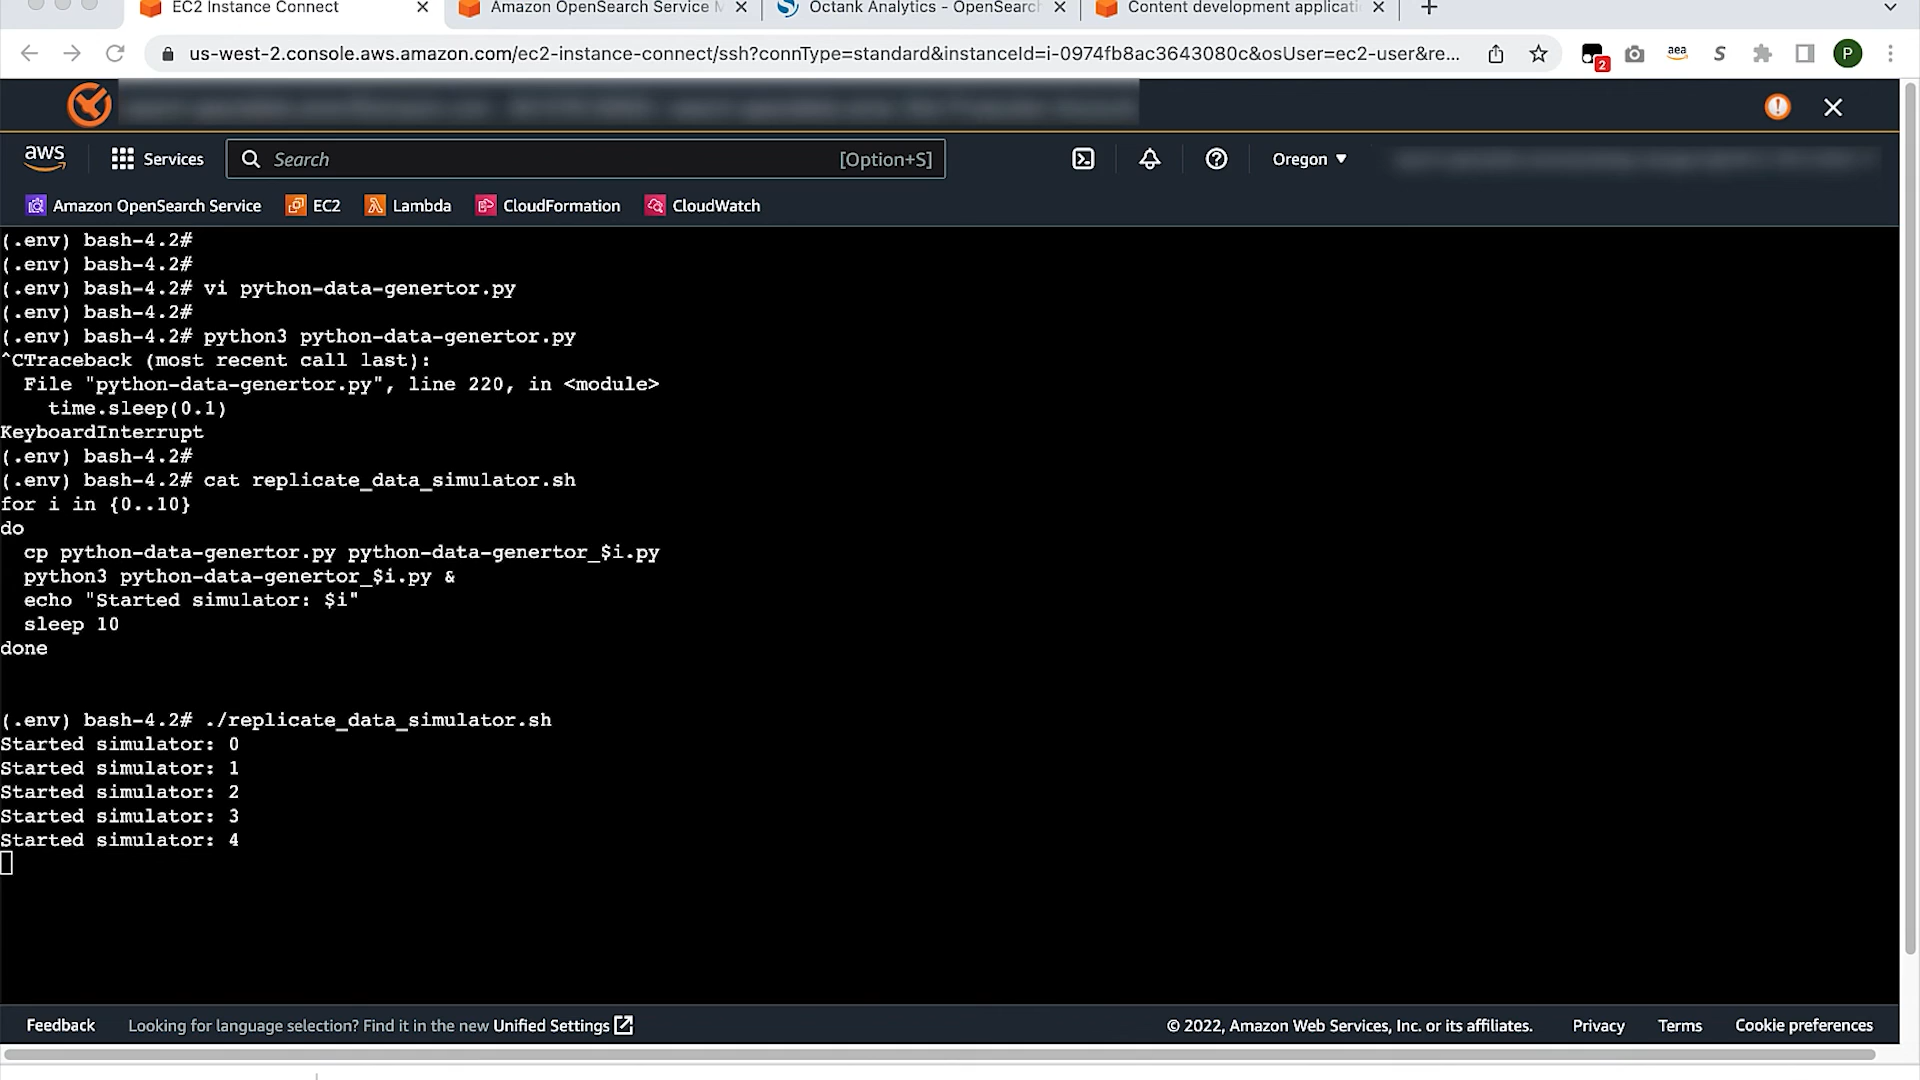 EC2 Instance Connect
Amazon OpenSearch Service M
Octank Analytics - OpenSearch
Content development applicati
us-west-2.console.aws.amazon.com/ec2-instance-connect/ssh?connType=standard&instanceId=i-0974fb8ac3643080c&osUser=ec2-user&re...
2
aea
S
P
aws
Services
Search
[Option+S]
Oregon
Amazon OpenSearch Service
EC2
Lambda
CloudFormation
CloudWatch
(.env) bash-4.2#
(.env) bash-4.2#
(.env) bash-4.2# vi python-data-genertor.py
(.env) bash-4.2#
(.env) bash-4.2# python3 python-data-genertor.py
^CTraceback (most recent call last):
File "python-data-genertor.py", line 220, in <module>
time.sleep(0.1)
KeyboardInterrupt
(.env) bash-4.2#
(.env) bash-4.2# cat replicate_data_simulator.sh
for i in {0..10}
do
cp python-data-genertor.py python-data-genertor_$i.py
python3 python-data-genertor_$i.py &
echo "Started simulator: $i"
sleep 10
done
(.env) bash-4.2# ./replicate_data_simulator.sh
Started simulator: 0
Started simulator: 1
Started simulator: 2
Started simulator: 3
Started simulator: 4
Feedback
Looking for language selection? Find it in the new Unified Settings
© 2022, Amazon Web Services, Inc. or its affiliates.
Privacy
Terms
Cookie preferences